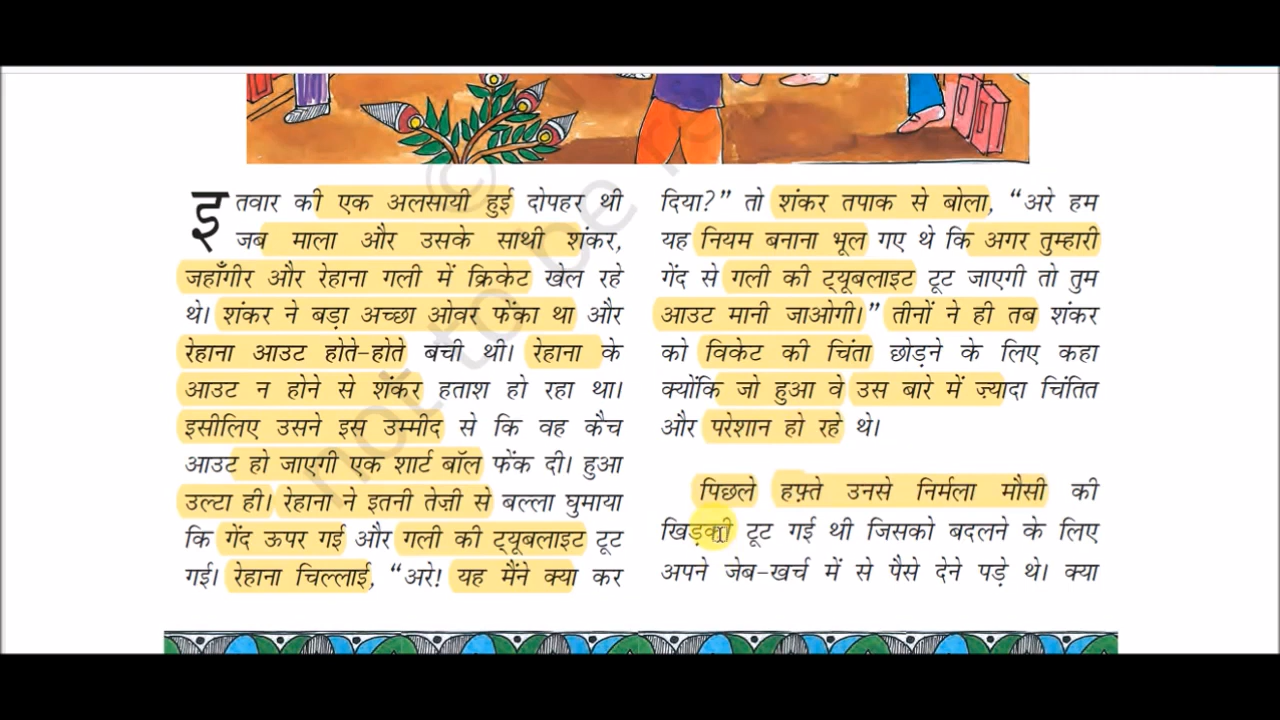 इतवार की एक अलसायी हुई दोपहर थी
जब माला और उसके साथी शंकर,
जहाँगीर और रेहाना गली में क्रिकेट खेल रहे
थे। शंकर ने बड़ा अच्छा ओवर फेंका था और
रेहाना आउट होते-होते बची थी। रेहाना के
आउट न होने से शंकर हताश हो रहा था।
इसीलिए उसने इस उम्मीद से कि वह कैच
आउट हो जाएगी एक शार्ट बॉल फेंक दी। हुआ
उल्टा ही। रेहाना ने इतनी तेज़ी से बल्ला घुमाया
कि गेंद ऊपर गई और गली की ट्यूबलाइट टूट
गई। रेहाना चिल्लाई, “अरे! यह मैंने क्या कर
दिया?” तो शंकर तपाक से बोला, “अरे हम
यह नियम बनाना भूल गए थे कि अगर तुम्हारी
गेंद से गली की ट्यूबलाइट टूट जाएगी तो तुम
आउट मानी जाओगी।” तीनों ने ही तब शंकर
को विकेट की चिंता छोड़ने के लिए कहा
क्योंकि जो हुआ वे उस बारे में ज़्यादा चिंतित
और परेशान हो रहे थे।
पिछले हफ़्ते उनसे निर्मला मौसी की
खिड़की टूट गई थी जिसको बदलने के लिए
अपने जेब-खर्च में से पैसे देने पड़े थे। क्या
not to be